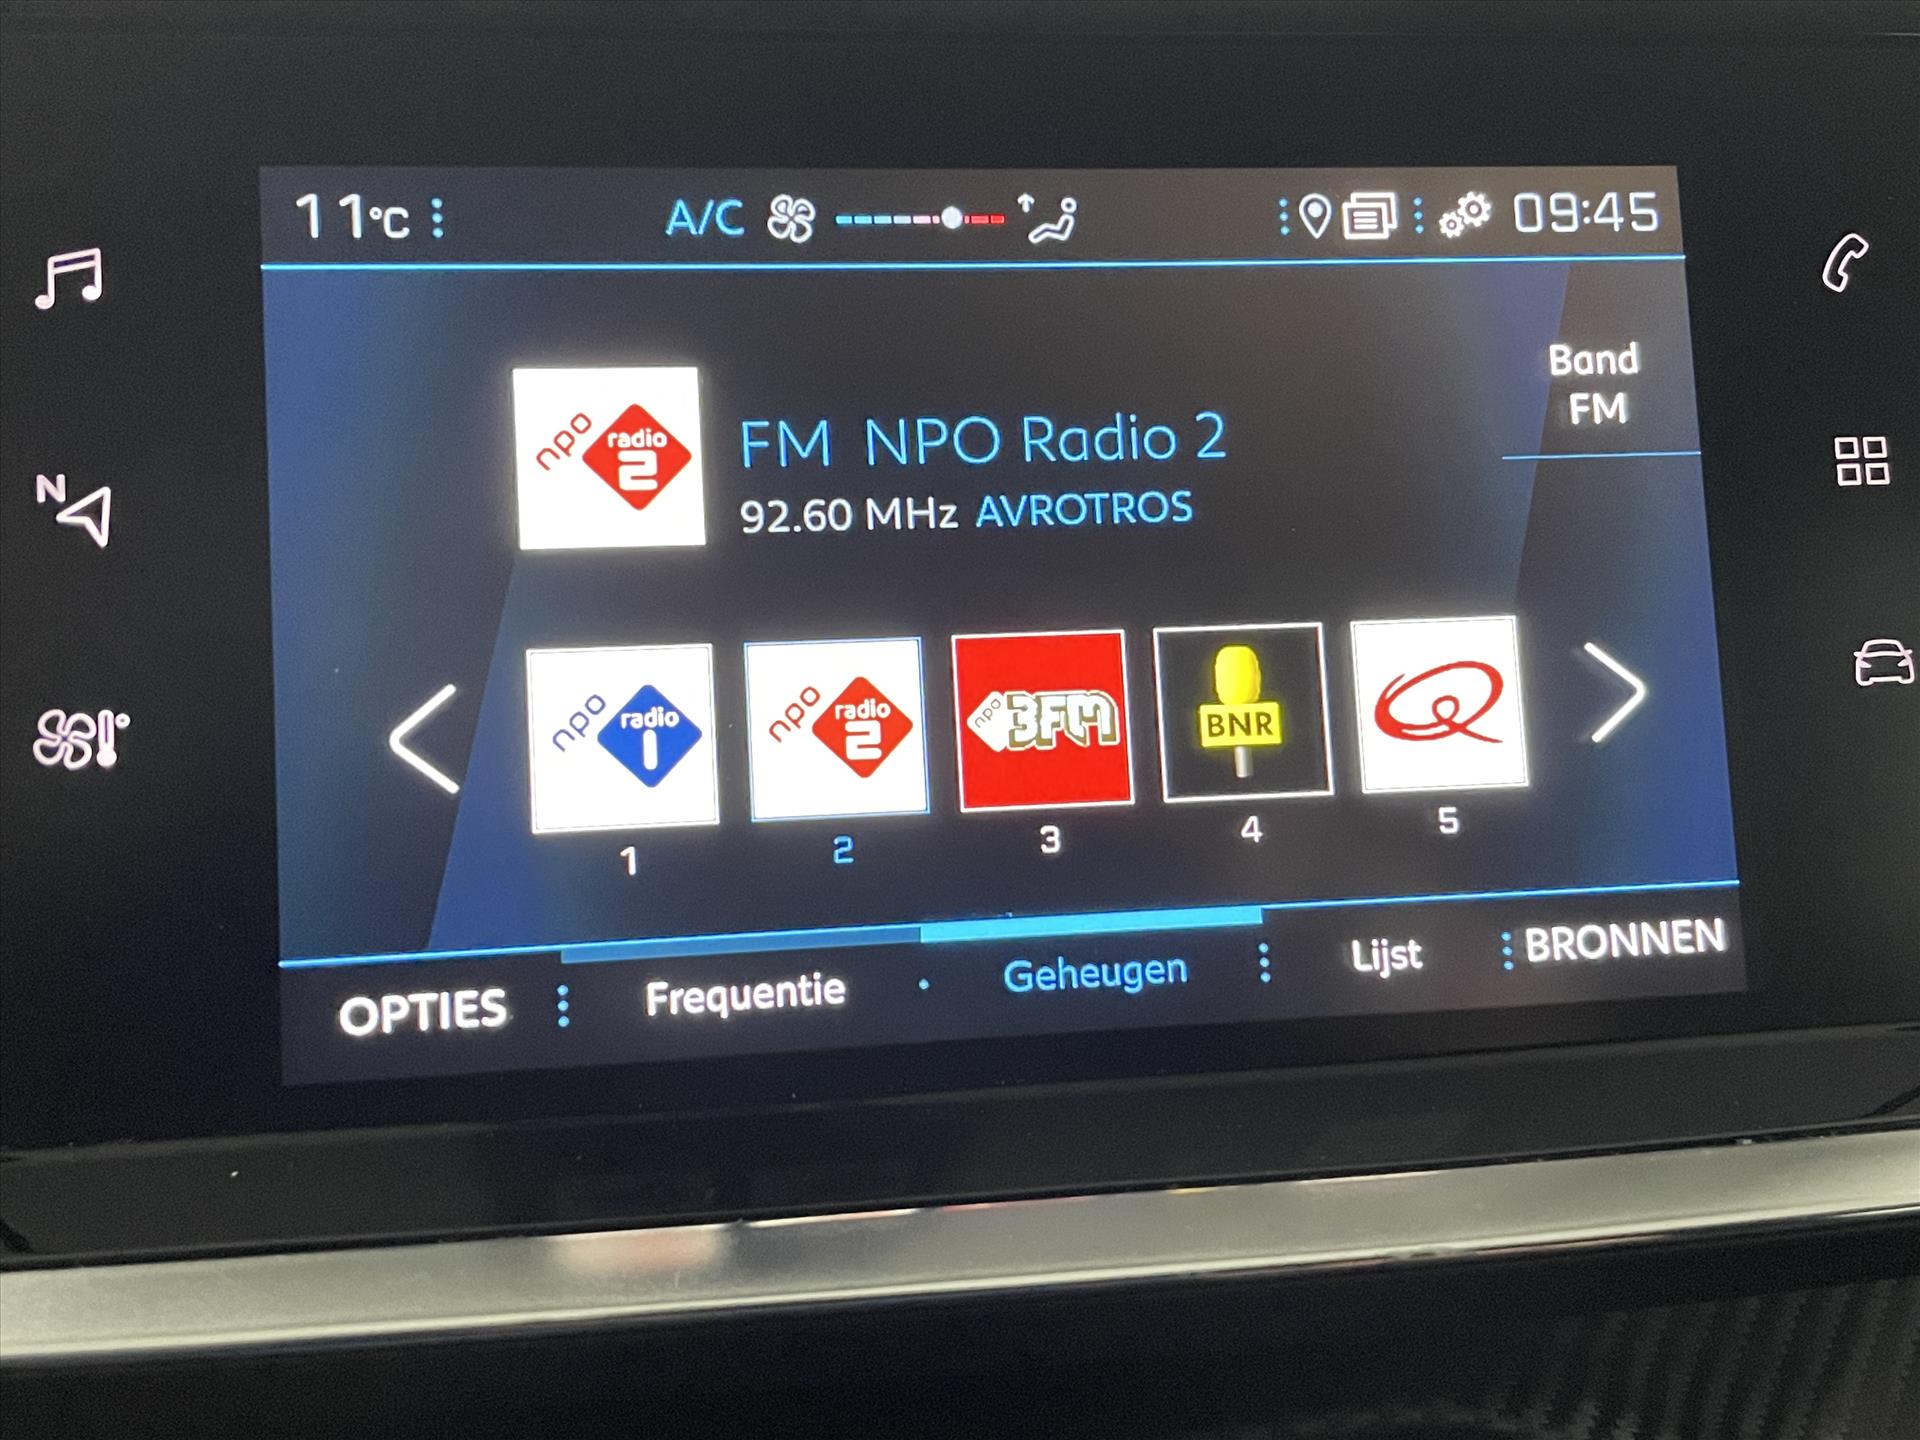 11°C A/C 09:45
Band
FM
npo radio 2
FM NPO Radio 2
92.60 MHz AVROTROS
N
npo radio 1
npo radio 2
npo 3FM
BNR
Q
1 2 3 4 5
OPTIES Frequentie Geheugen Lijst BRONNEN